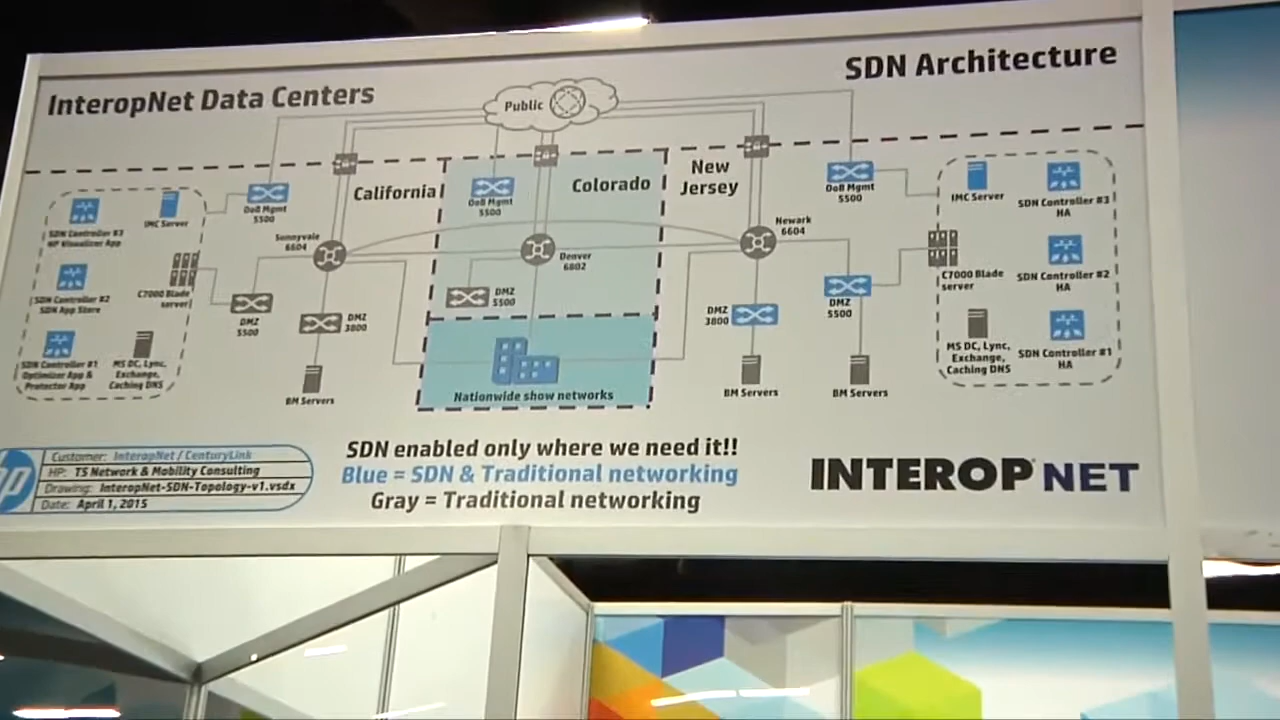 InteropNet Data Centers
SDN Architecture
Public
California
Colorado
New
Jersey
OoB Mgmt
5500
OoB Mgmt
5500
OoB Mgmt
5500
IMC Server
SDN Controller #3
HP Visualizer App
SDN Controller #2
SDN App Store
SDN Controller #1
Optimizer App &
Protector App
C7000 Blade
server
MS DC, Lync,
Exchange,
Caching DNS
Sunnyvale
6604
DMZ
5500
DMZ
3800
BM Servers
Denver
6802
DMZ
5500
Nationwide show networks
Newark
6604
DMZ
3800
DMZ
5500
BM Servers
BM Servers
IMC Server
SDN Controller #3
HA
C7000 Blade
server
SDN Controller #2
HA
MS DC, Lync,
Exchange,
Caching DNS
SDN Controller #1
HA
SDN enabled only where we need it!!
Blue = SDN & Traditional networking
Gray = Traditional networking
hp
Customer: InteropNet / CenturyLink
HP: TS Network & Mobility Consulting
Drawing: InteropNet-SDN-Topology-v1.vsdx
Date: April 1, 2015
INTEROP NET